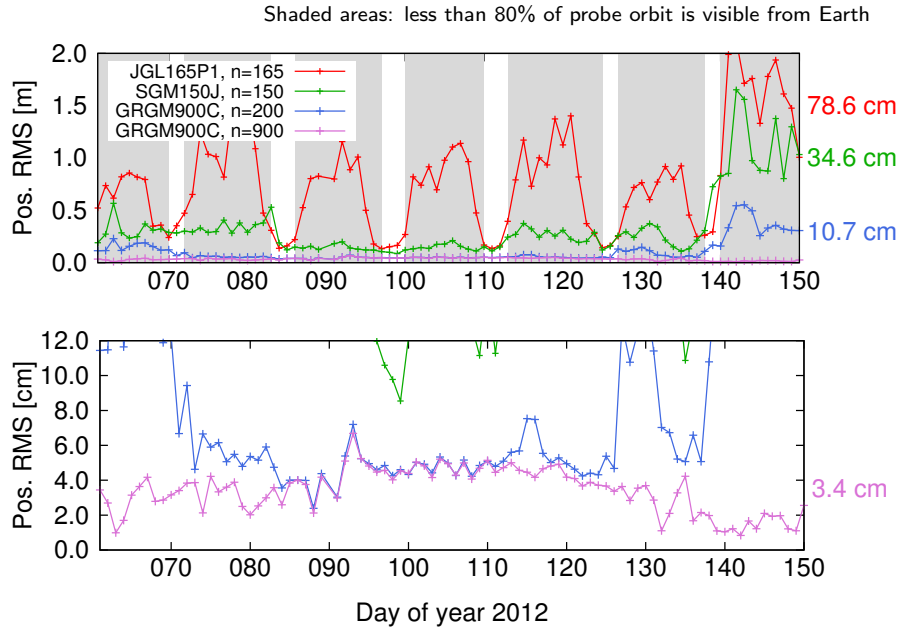 Shaded areas: less than 80% of probe orbit is visible from Earth
Pos. RMS [m]
2.0
1.5
1.0
0.5
0.0
JGL165P1, n=165
SGM150J, n=150
GRGM900C, n=200
GRGM900C, n=900
78.6 cm
34.6 cm
10.7 cm
070 080 090 100 110 120 130 140 150
Pos. RMS [cm]
12.0
10.0
8.0
6.0
4.0
2.0
0.0
3.4 cm
070 080 090 100 110 120 130 140 150
Day of year 2012